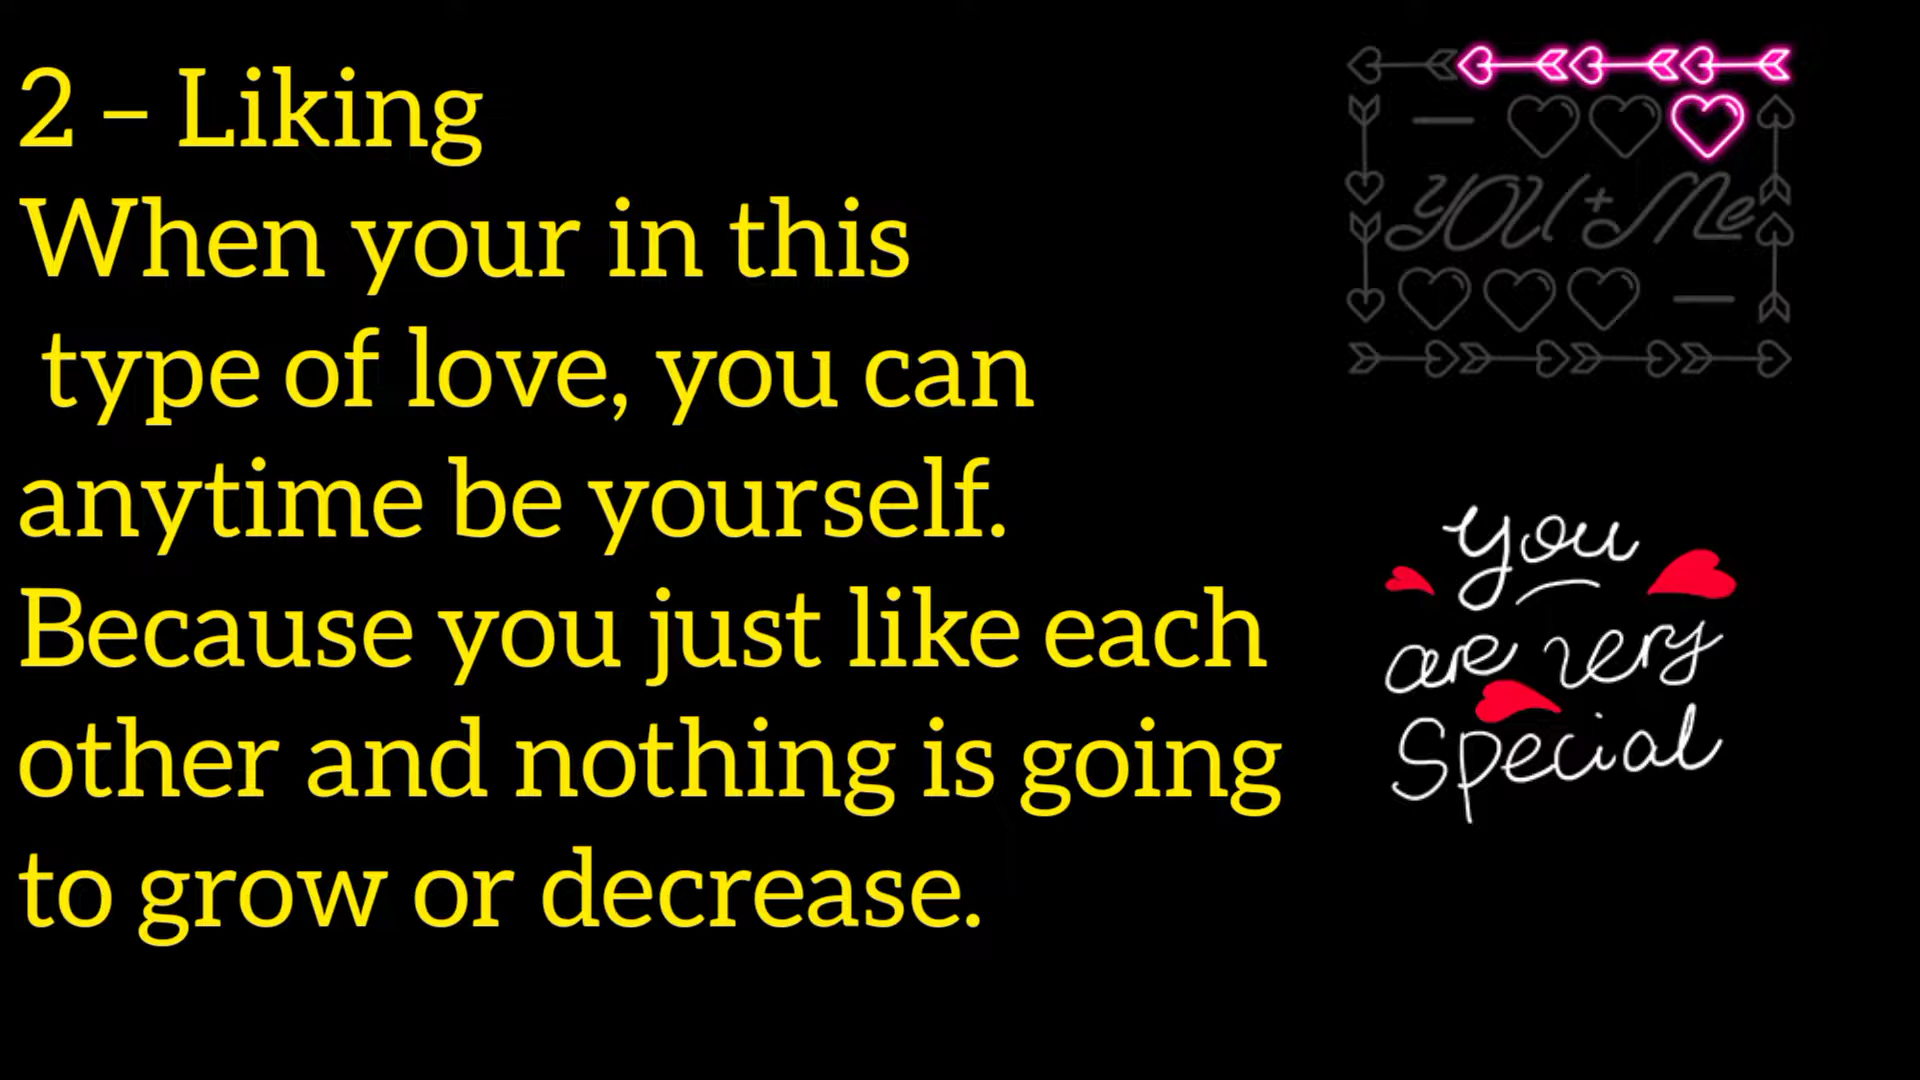 2 – Liking
When your in this
type of love, you can
anytime be yourself.
Because you just like each
other and nothing is going
to grow or decrease.
YOU + Me
You
are very
Special